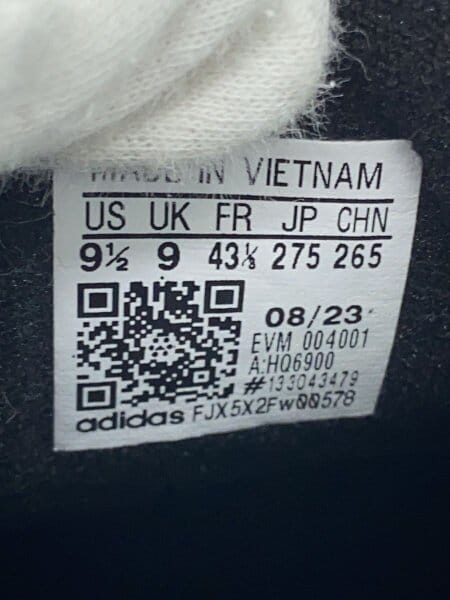 MADE IN VIETNAM
US UK FR JP CHN
9½ 9 43⅓ 275 265
08/23
EVM 004001
A:HQ6900
#133043479
adidas FJX5X2Fw00578